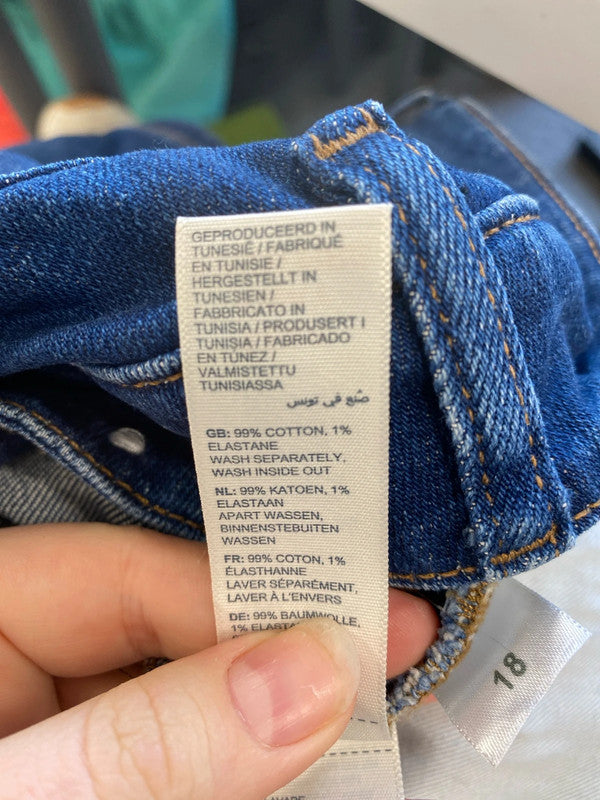 GEPRODUCEERD IN
TUNESIË / FABRIQUÉ
EN TUNISIE /
HERGESTELLT IN
TUNESIEN /
FABBRICATO IN
TUNISIA / PRODUSERT I
TUNISIA / FABRICADO
EN TÚNEZ /
VALMISTETTU
TUNISIASSA
صنع في تونس
GB: 99% COTTON, 1%
ELASTANE
WASH SEPARATELY,
WASH INSIDE OUT
NL: 99% KATOEN, 1%
ELASTAAN
APART WASSEN,
BINNENSTEBUITEN
WASSEN
FR: 99% COTON, 1%
ÉLASTHANNE
LAVER SÉPARÉMENT,
LAVER À L'ENVERS
DE: 99% BAUMWOLLE,
1%
18